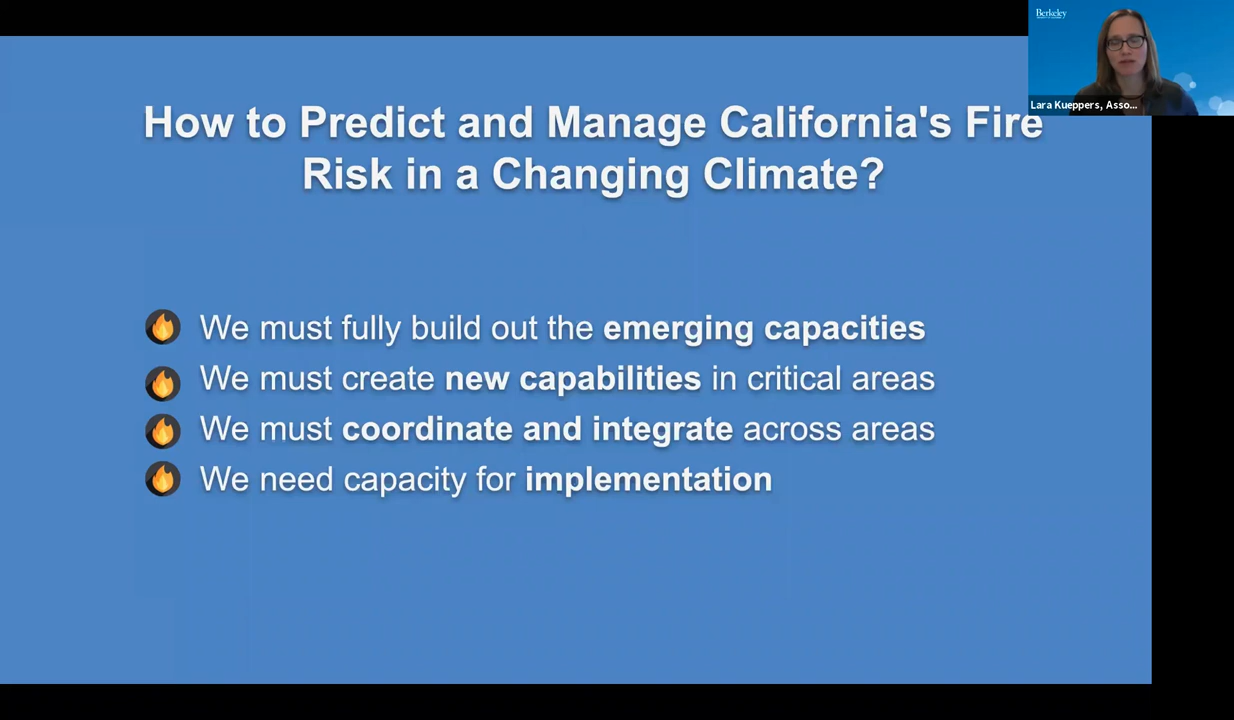 Berkeley
Lara Kueppers, Asso...
How to Predict and Manage California's Fire
Risk in a Changing Climate?
We must fully build out the emerging capacities
We must create new capabilities in critical areas
We must coordinate and integrate across areas
We need capacity for implementation